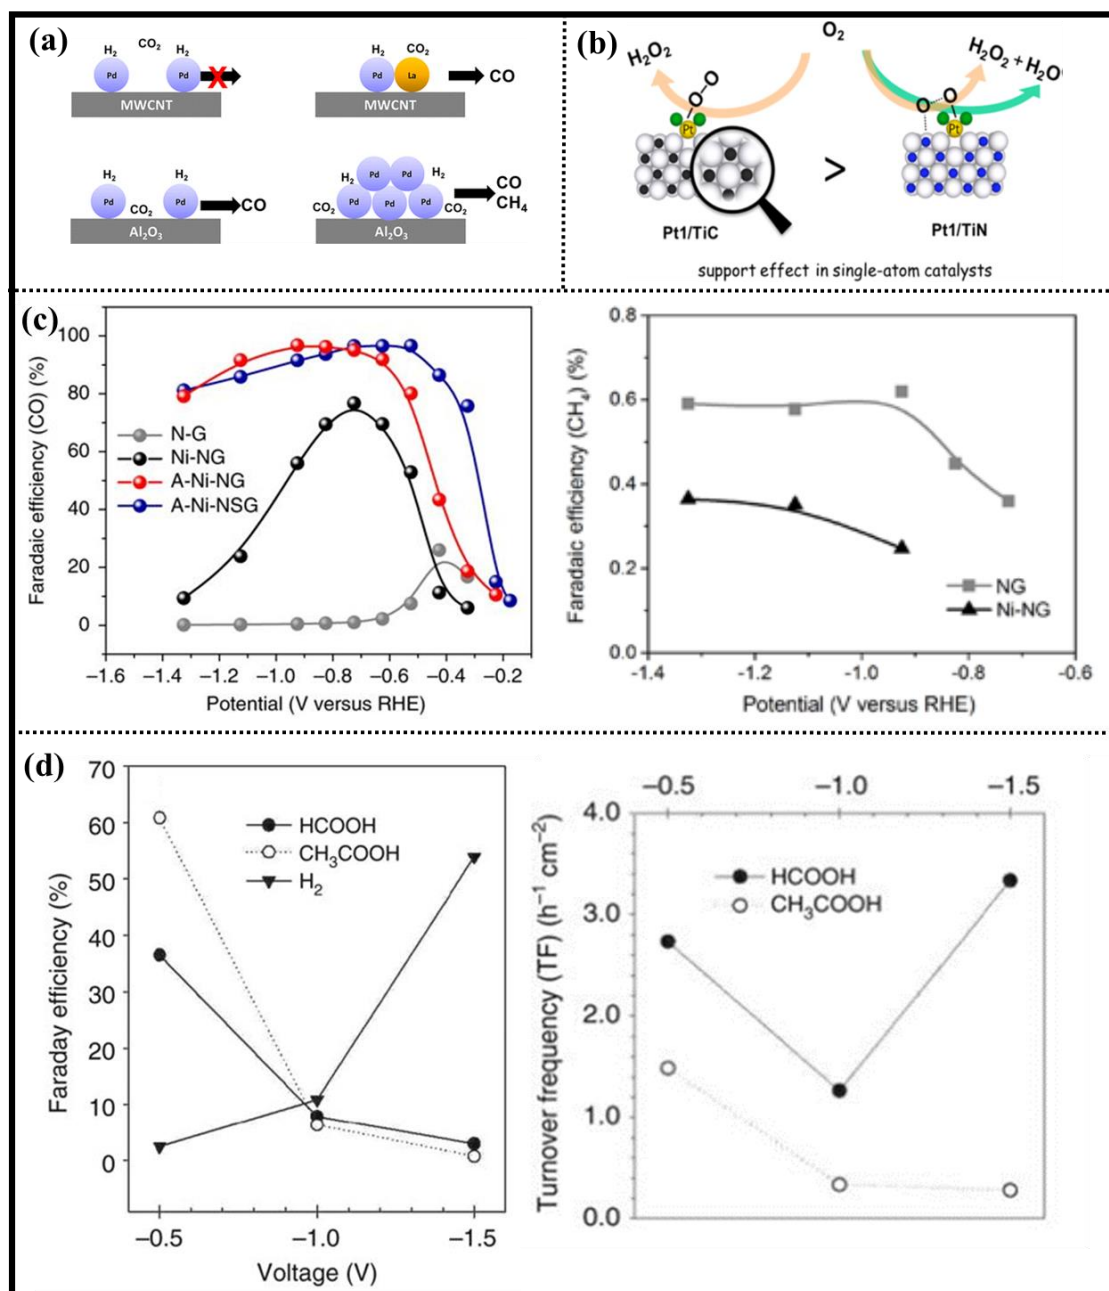 (a)
H₂ CO₂ H₂
Pd Pd X
MWCNT
H₂ CO₂
Pd La CO
MWCNT
H₂ H₂
Pd CO₂ Pd CO
Al₂O₃
H₂ Pd Pd H₂
CO₂ Pd Pd Pd CO₂
CO
CH₄
Al₂O₃
(b)
O₂
H₂O₂
O
O
Pt
H₂O₂ + H₂O
O O
Pt
>
Pt1/TiC
Pt1/TiN
support effect in single-atom catalysts
(c)
Faradaic efficiency (CO) (%)
100
80
60
40
20
0
N-G
Ni-NG
A-Ni-NG
A-Ni-NSG
−1.6 −1.4 −1.2 −1.0 −0.8 −0.6 −0.4 −0.2
Potential (V versus RHE)
Faradaic efficiency (CH₄) (%)
0.8
0.6
0.4
0.2
0.0
NG
Ni-NG
-1.4 -1.2 -1.0 -0.8 -0.6
Potential (V versus RHE)
(d)
Faraday efficiency (%)
70
60
50
40
30
20
10
0
HCOOH
CH₃COOH
H₂
−0.5 −1.0 −1.5
Voltage (V)
−0.5 −1.0 −1.5
Turnover frequency (TF) (h⁻¹ cm⁻²)
4.0
3.0
2.0
1.0
0.0
HCOOH
CH₃COOH